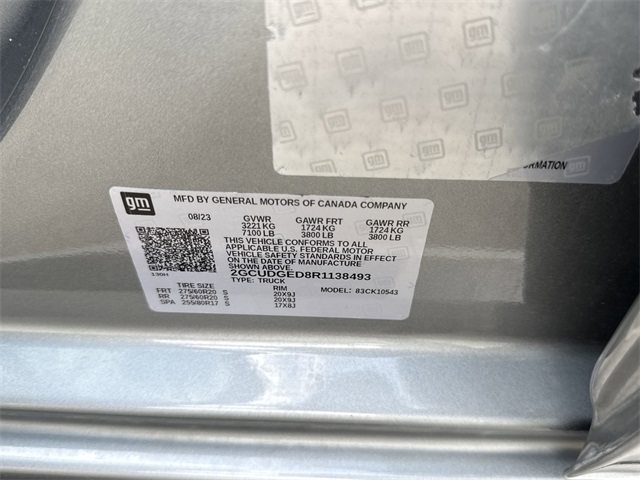 ORMATION
gm MFD BY GENERAL MOTORS OF CANADA COMPANY
08/23 GVWR GAWR FRT GAWR RR
3221 KG 1724 KG 1724 KG
7100 LB 3800 LB 3800 LB
THIS VEHICLE CONFORMS TO ALL
APPLICABLE U.S. FEDERAL MOTOR
VEHICLE SAFETY STANDARDS IN EFFECT
ON THE DATE OF MANUFACTURE
SHOWN ABOVE.
2GCUDGED8R1138493
TYPE: TRUCK MODEL: 83CK10543
TIRE SIZE RIM
FRT 275/60R20 S 20X9J
RR 275/60R20 S 20X9J
SPA 255/80R17 S 17X8J